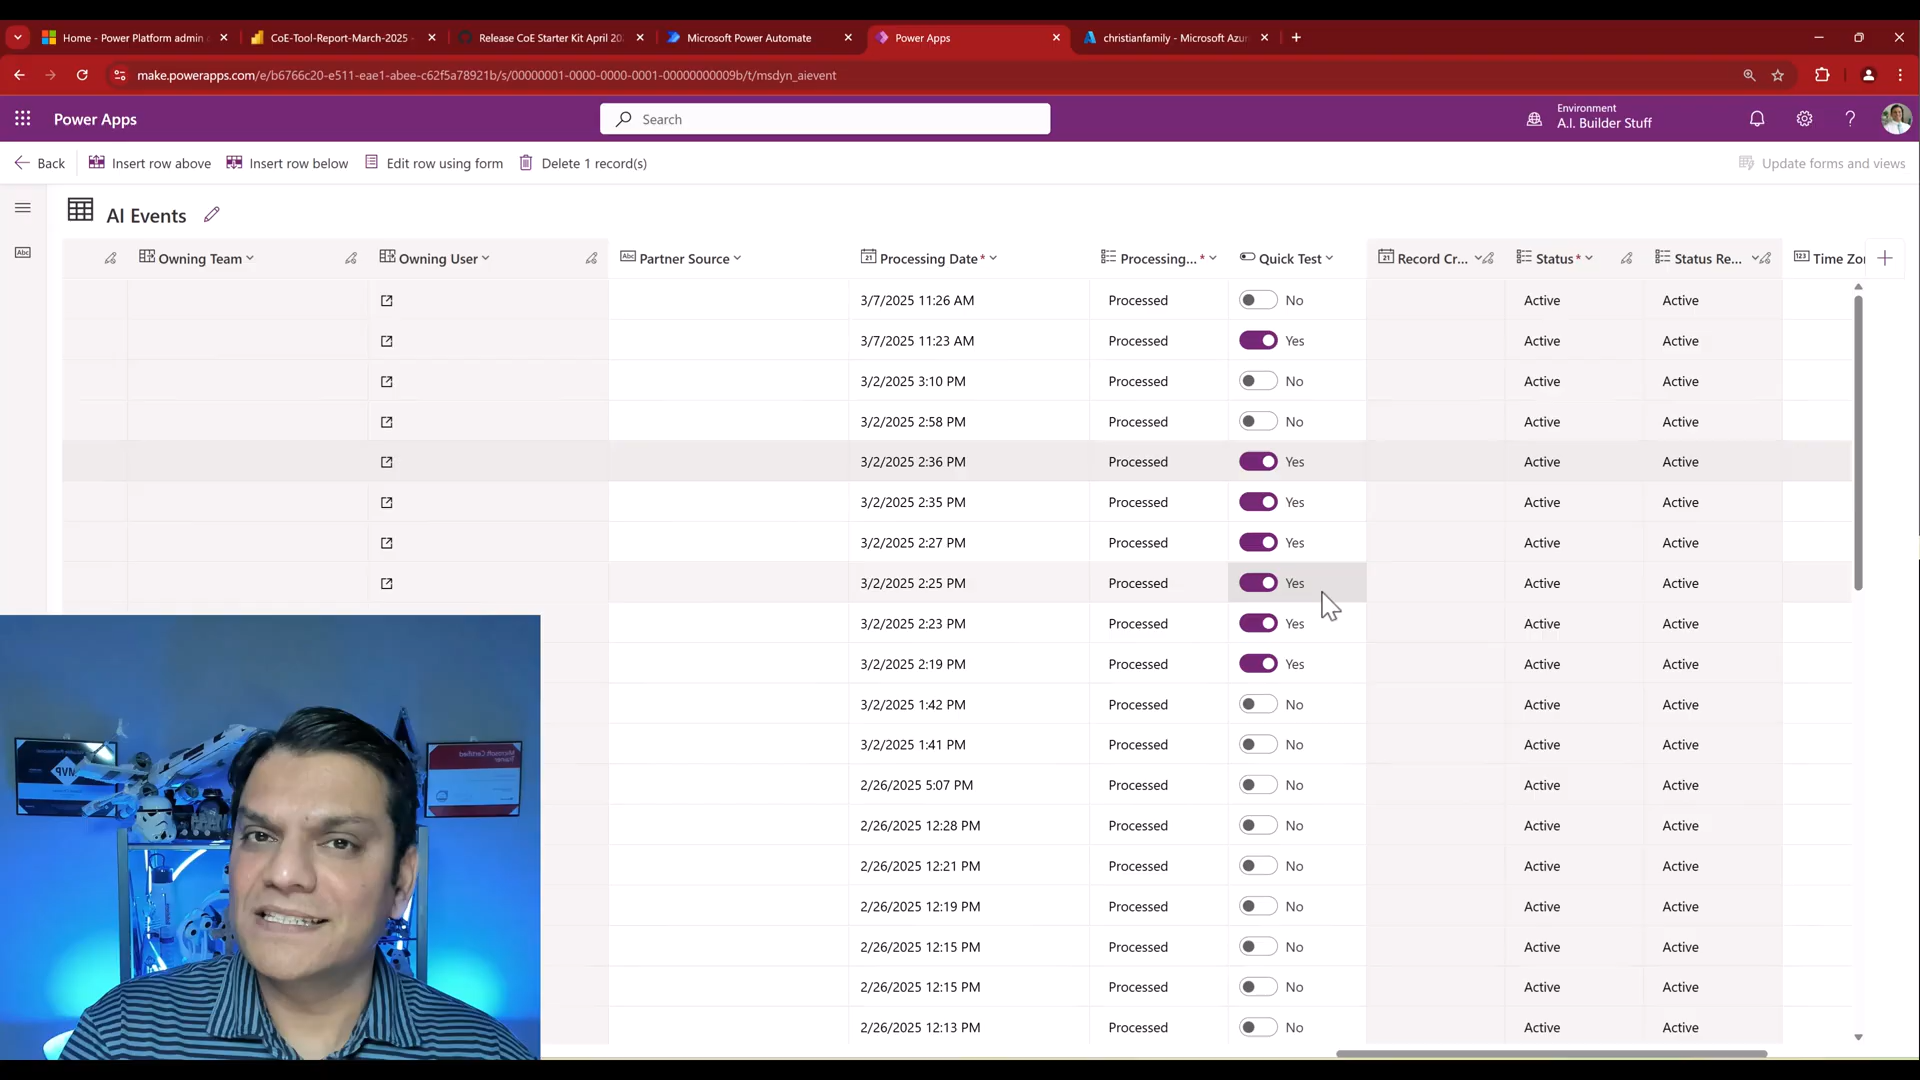 Home - Power Platform admin
CoE-Tool-Report-March-2025 -
Release CoE Starter Kit April 20
Microsoft Power Automate
Power Apps
christianfamily - Microsoft Azu
make.powerapps.com/e/b6766c20-e511-eae1-abee-c62f5a78921b/s/00000001-0000-0000-0001-00000000009b/t/msdyn_aievent
Power Apps
Search
Environment
A.I. Builder Stuff
Back
Insert row above
Insert row below
Edit row using form
Delete 1 record(s)
Update forms and views
AI Events
Abc
Owning Team
Owning User
Abc Partner Source
21 Processing Date *
Processing... *
Quick Test
21 Record Cr...
Status *
Status Re...
123 Time Zo
3/7/2025 11:26 AM Processed No Active Active
3/7/2025 11:23 AM Processed Yes Active Active
3/2/2025 3:10 PM Processed No Active Active
3/2/2025 2:58 PM Processed No Active Active
3/2/2025 2:36 PM Processed Yes Active Active
3/2/2025 2:35 PM Processed Yes Active Active
3/2/2025 2:27 PM Processed Yes Active Active
3/2/2025 2:25 PM Processed Yes Active Active
3/2/2025 2:23 PM Processed Yes Active Active
3/2/2025 2:19 PM Processed Yes Active Active
3/2/2025 1:42 PM Processed No Active Active
3/2/2025 1:41 PM Processed No Active Active
2/26/2025 5:07 PM Processed No Active Active
2/26/2025 12:28 PM Processed No Active Active
2/26/2025 12:21 PM Processed No Active Active
2/26/2025 12:19 PM Processed No Active Active
2/26/2025 12:15 PM Processed No Active Active
2/26/2025 12:15 PM Processed No Active Active
2/26/2025 12:13 PM Processed No Active Active
MVP
Microsoft Certified
Trainer